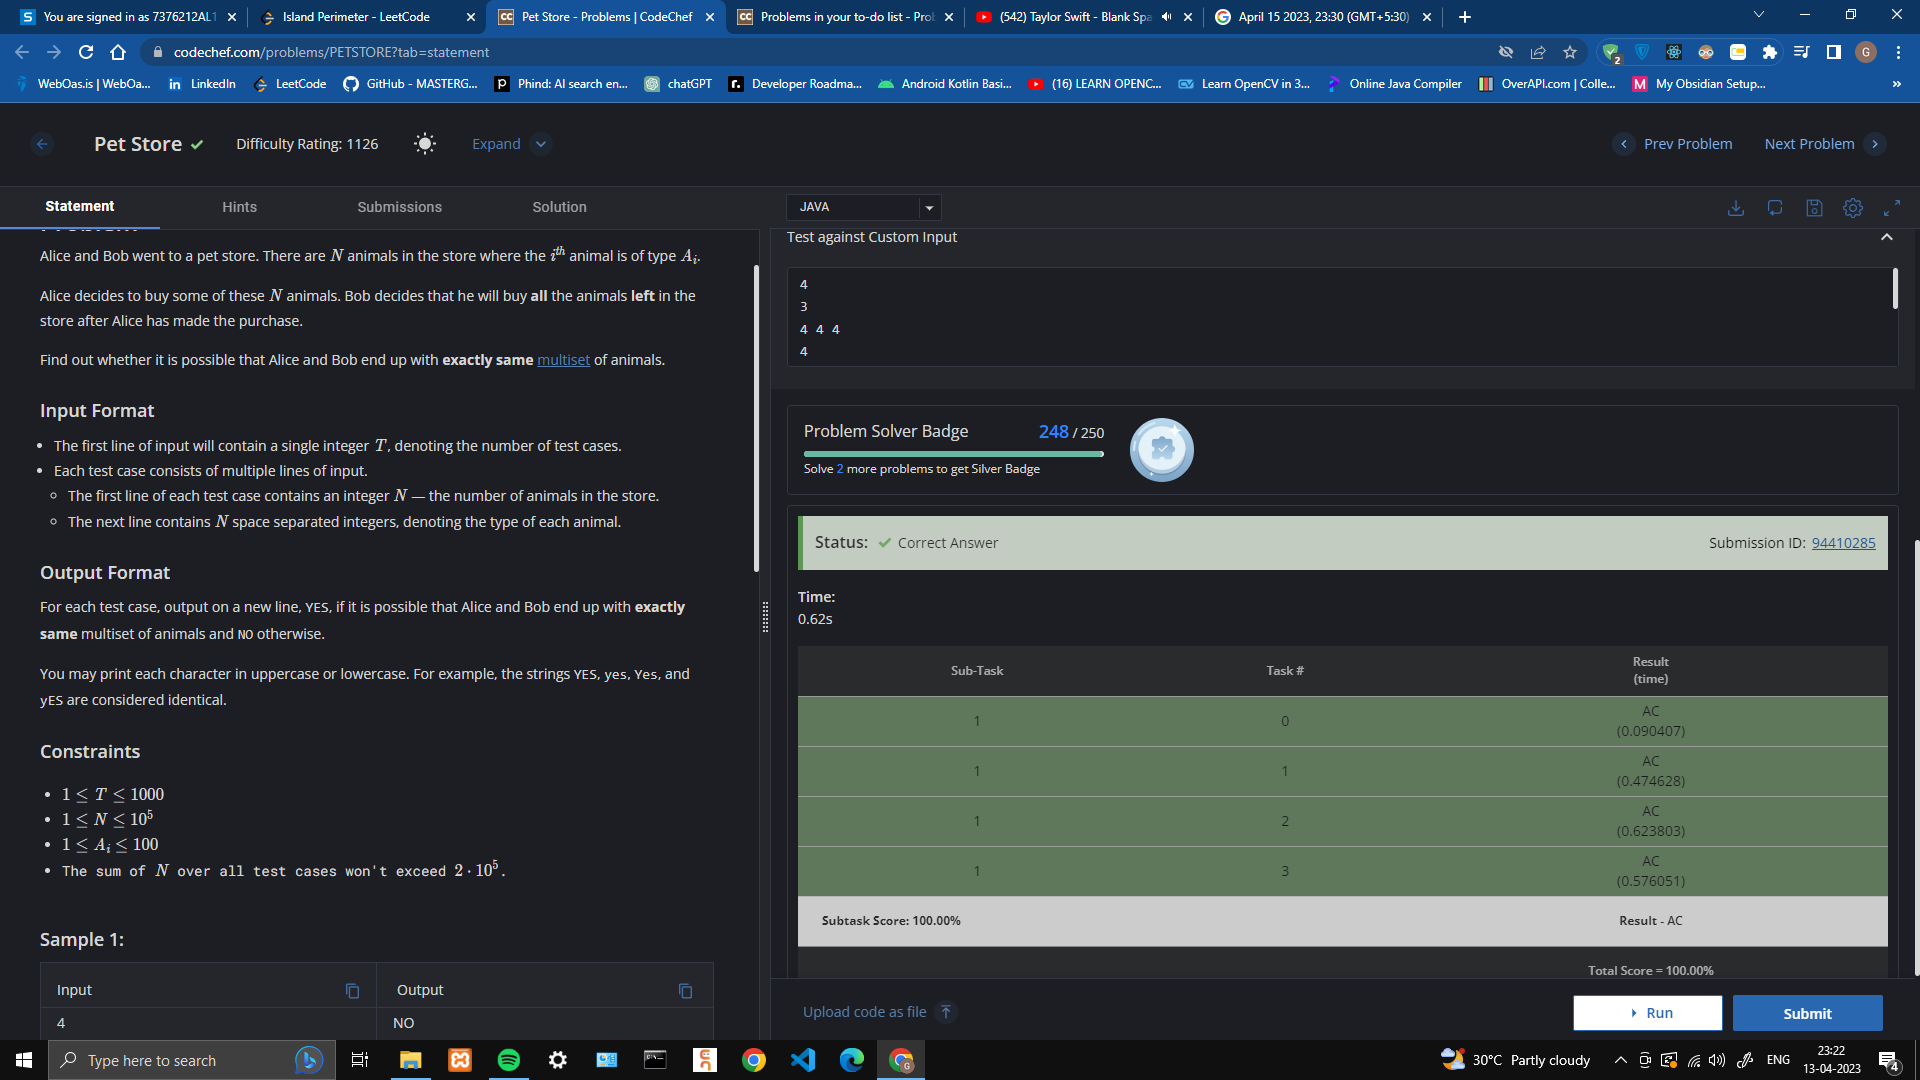 You are signed in as 7376212AL1
Island Perimeter - LeetCode
Pet Store - Problems | CodeChef
Problems in your to-do list - Pro
(542) Taylor Swift - Blank Spa
April 15 2023, 23:30 (GMT+5:30)
codechef.com/problems/PETSTORE?tab=statement
2
G
WebOas.is | WebOa...
LinkedIn
LeetCode
GitHub - MASTERG...
Phind: AI search en...
chatGPT
Developer Roadma...
Android Kotlin Basi...
(16) LEARN OPENC...
Learn OpenCV in 3...
Online Java Compiler
OverAPI.com | Colle...
My Obsidian Setup...
»
Pet Store
Difficulty Rating: 1126
Expand
Prev Problem
Next Problem
Statement
Hints
Submissions
Solution
JAVA
Problem
Alice and Bob went to a pet store. There are N animals in the store where the i^th animal is of type A_i.
Alice decides to buy some of these N animals. Bob decides that he will buy all the animals left in the
store after Alice has made the purchase.
Find out whether it is possible that Alice and Bob end up with exactly same multiset of animals.
Input Format
• The first line of input will contain a single integer T, denoting the number of test cases.
• Each test case consists of multiple lines of input.
◦ The first line of each test case contains an integer N — the number of animals in the store.
◦ The next line contains N space separated integers, denoting the type of each animal.
Output Format
For each test case, output on a new line, YES, if it is possible that Alice and Bob end up with exactly
same multiset of animals and NO otherwise.
You may print each character in uppercase or lowercase. For example, the strings YES, yes, Yes, and
yES are considered identical.
Constraints
• 1 ≤ T ≤ 1000
• 1 ≤ N ≤ 10^5
• 1 ≤ A_i ≤ 100
• The sum of N over all test cases won't exceed 2 · 10^5.
Sample 1:
Input
Output
4
NO
Test against Custom Input
4
3
4 4 4
4
Problem Solver Badge
248 / 250
Solve 2 more problems to get Silver Badge
Status: Correct Answer
Submission ID: 94410285
Time:
0.62s
Sub-Task
Task #
Result
(time)
1 0 AC
(0.090407)
1 1 AC
(0.474628)
1 2 AC
(0.623803)
1 3 AC
(0.576051)
Subtask Score: 100.00%
Result - AC
Total Score = 100.00%
Upload code as file
Run
Submit
Type here to search
30°C Partly cloudy
ENG
23:22
13-04-2023
4